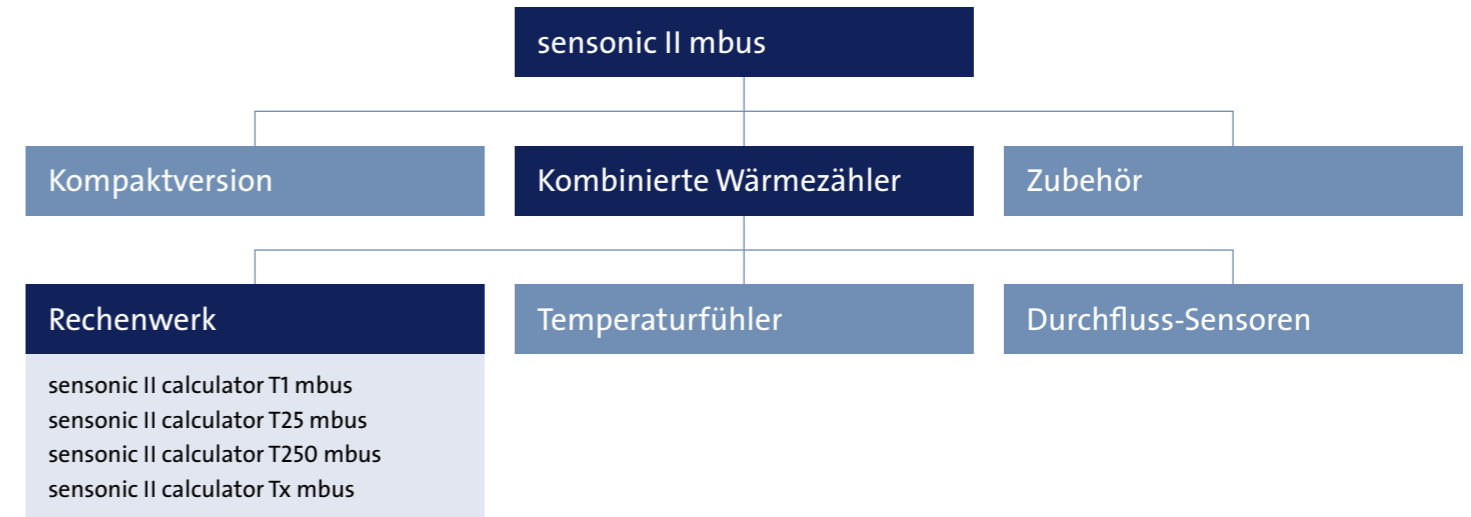 sensonic II mbus
Kompaktversion
Kombinierte Wärmezähler
Zubehör
Rechenwerk
Temperaturfühler
Durchfluss-Sensoren
sensonic II calculator T1 mbus
sensonic II calculator T25 mbus
sensonic II calculator T250 mbus
sensonic II calculator Tx mbus